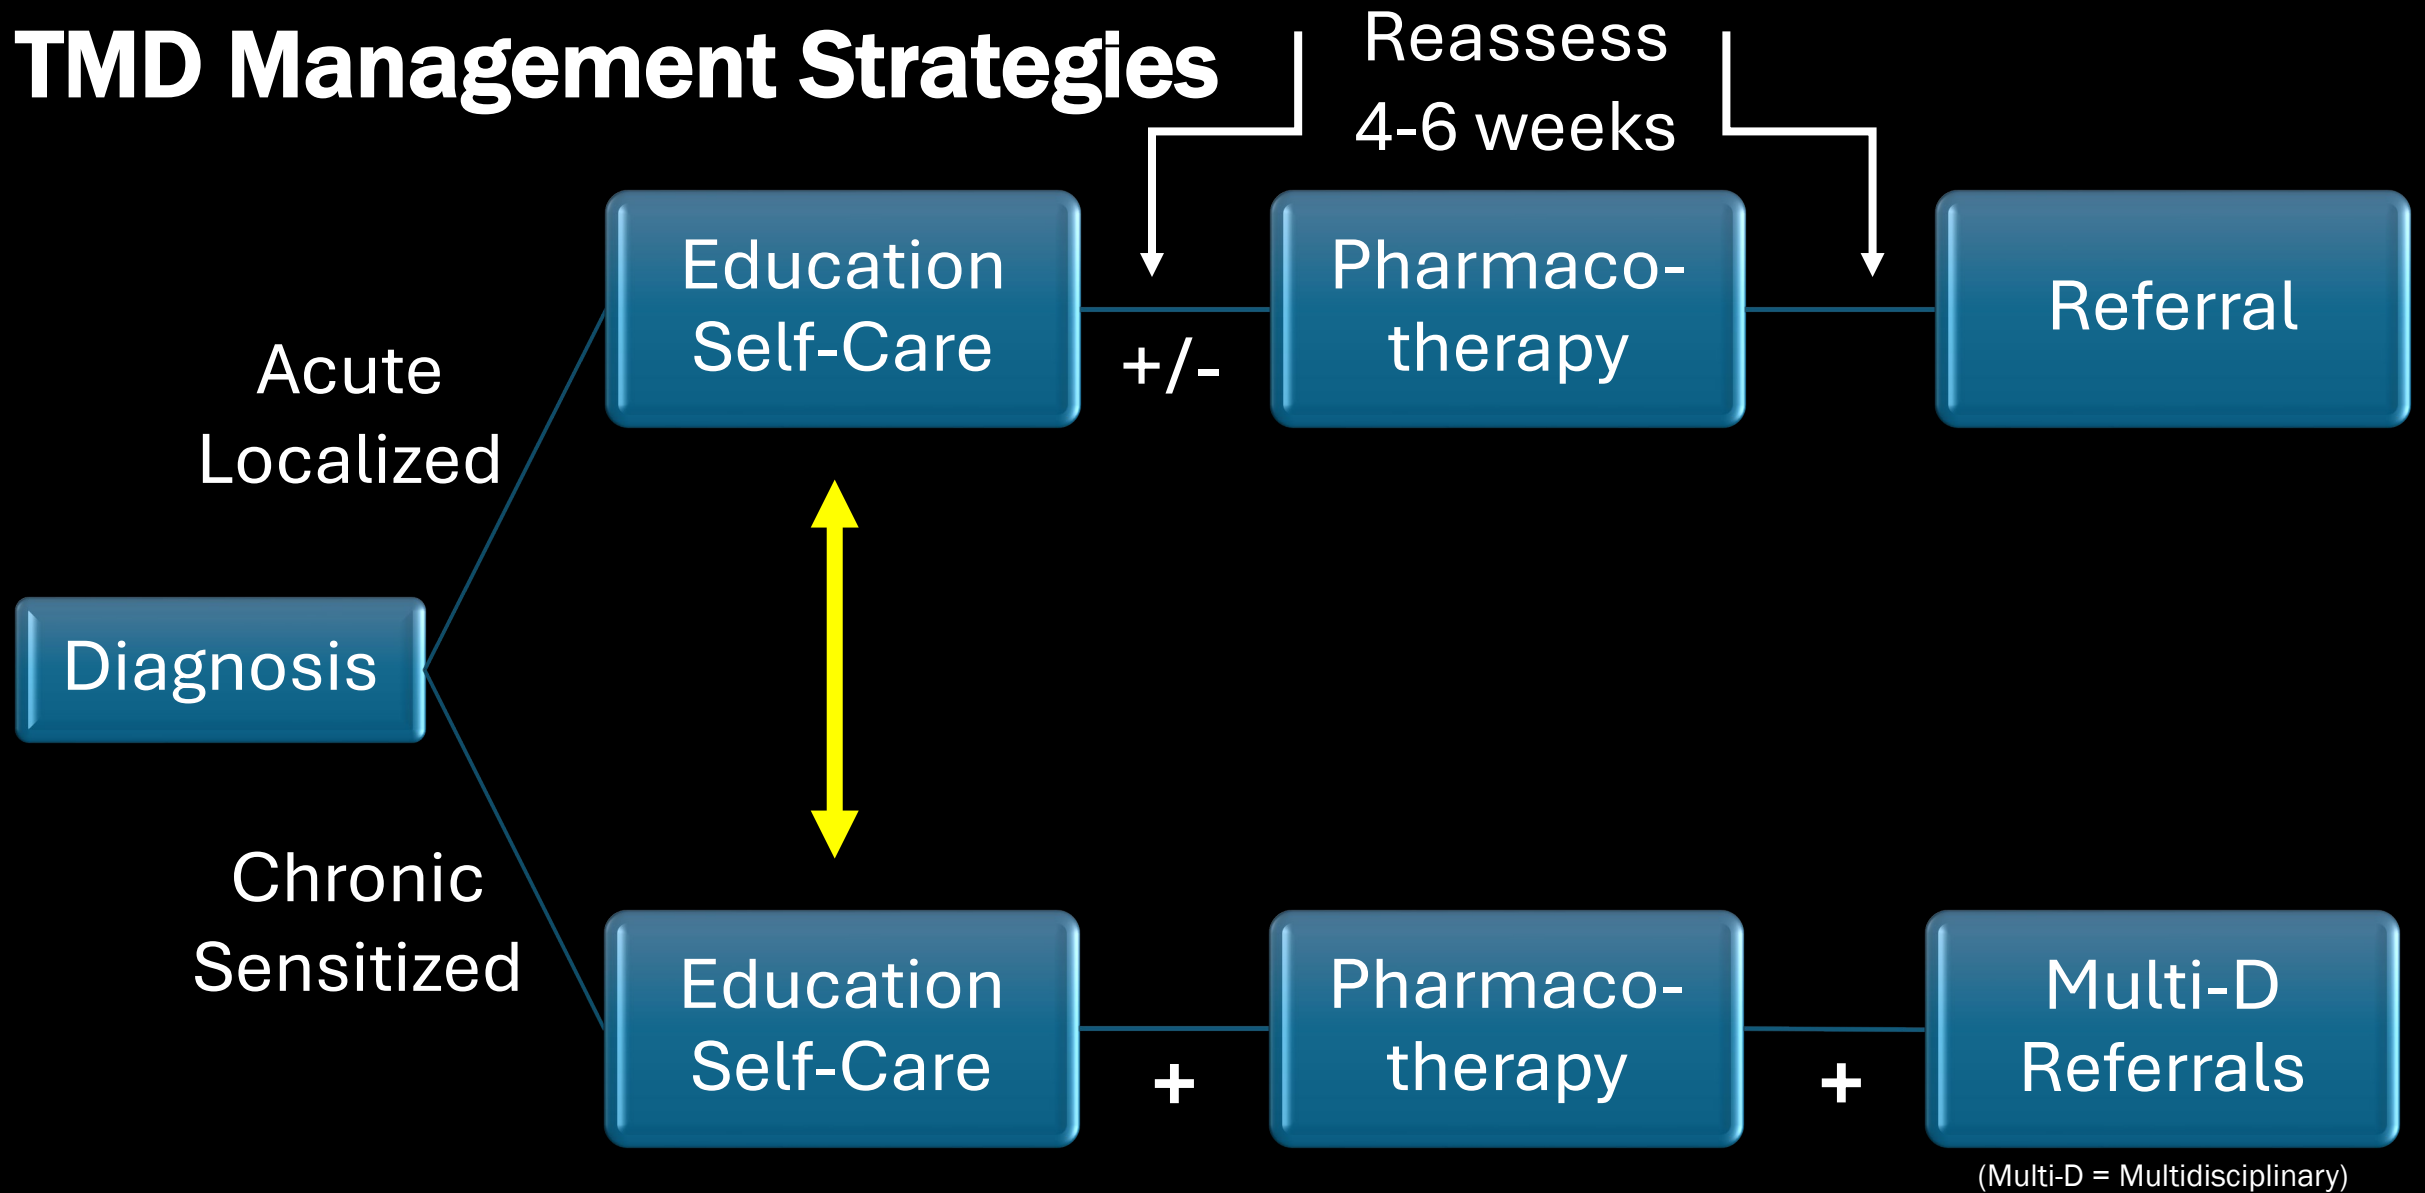 TMD Management Strategies
Reassess
4-6 weeks
Education
Self-Care
+/-
Pharmaco-
therapy
Referral
Acute
Localized
Diagnosis
Chronic
Sensitized
Education
Self-Care
+
Pharmaco-
therapy
+
Multi-D
Referrals
(Multi-D = Multidisciplinary)